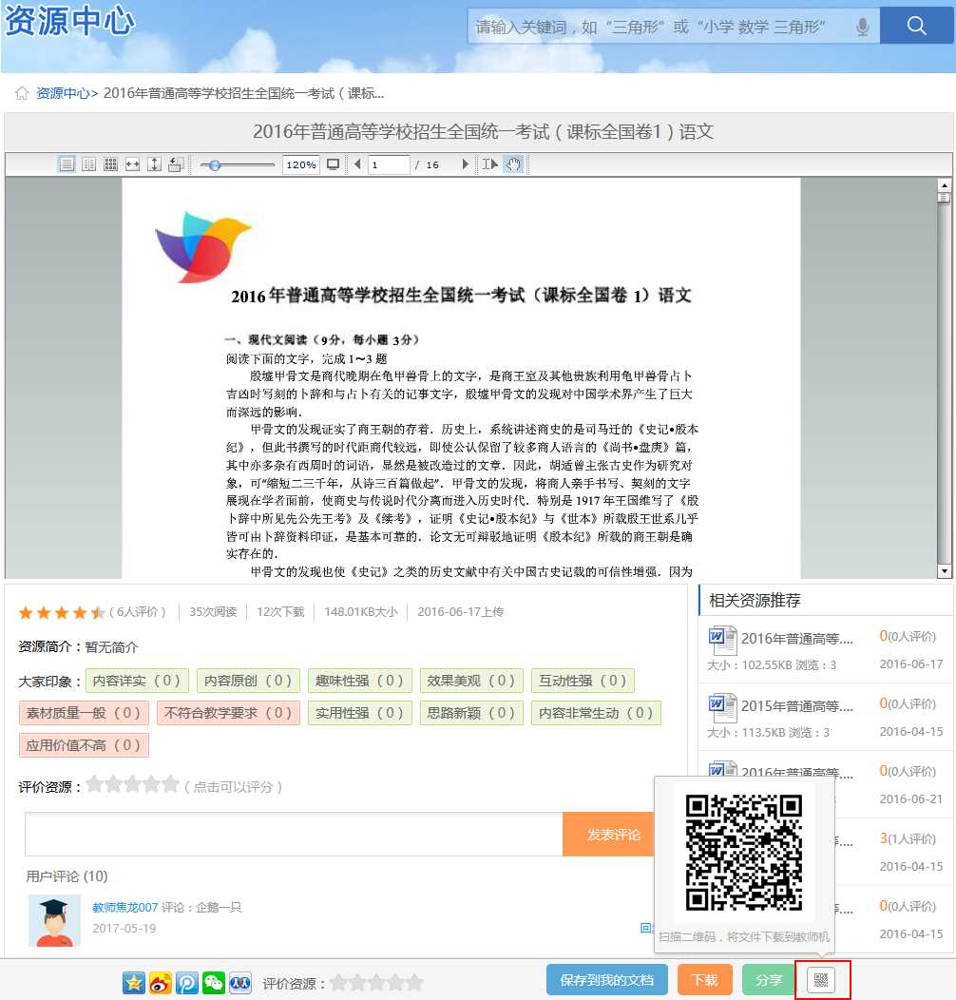 资源中心
请输入关键词，如“三角形”或“小学 数学 三角形”
资源中心> 2016年普通高等学校招生全国统一考试（课标...
2016年普通高等学校招生全国统一考试（课标全国卷1）语文
120% 1 / 16
2016年普通高等学校招生全国统一考试（课标全国卷 1）语文
一、现代文阅读（9分，每小题 3分）
阅读下面的文字，完成1～3 题
殷墟甲骨文是商代晚期在龟甲兽骨上的文字，是商王室及其他贵族利用龟甲兽骨占卜
吉凶时写刻的卜辞和与占卜有关的记事文字，殷墟甲骨文的发现对中国学术界产生了巨大
而深远的影响．
甲骨文的发现证实了商王朝的存着．历史上，系统讲述商史的是司马迁的《史记•殷本
纪》，但此书撰写的时代距商代较远，即使公认保留了较多商人语言的《尚书•盘庚》篇，
其中亦多杂有西周时的词语，显然是被改造过的文章．因此，胡适曾主张古史作为研究对
象，可“缩短二三千年，从诗三百篇做起”．甲骨文的发现，将商人亲手书写、契刻的文字
展现在学者面前，使商史与传说时代分离而进入历史时代．特别是 1917 年王国维写了《殷
卜辞中所见先公先王考》及《续考》，证明《史记•殷本纪》与《世本》所载殷王世系几乎
皆可由卜辞资料印证，是基本可靠的．论文无可辩驳地证明《殷本纪》所载的商王朝是确
实存在的．
甲骨文的发现也使《史记》之类的历史文献中有关中国古史记载的可信性增强．因为
（6人评价） 35次阅读 12次下载 148.01KB大小 2016-06-17上传
资源简介：暂无简介
大家印象： 内容详实（0） 内容原创（0） 趣味性强（0） 效果美观（0） 互动性强（0）
素材质量一般（0） 不符合教学要求（0） 实用性强（0） 思路新颖（0） 内容非常生动（0）
应用价值不高（0）
评价资源：（点击可以评分）
发表评论
用户评论 (10)
教师焦龙007 评论：企鹅一只
2017-05-19
相关资源推荐
2016年普通高等.... 0(0人评价)
大小：102.55KB 浏览：3 2016-06-17
2015年普通高等.... 0(0人评价)
大小：113.5KB 浏览：3 2016-04-15
2016年普通高等.... 0(0人评价)
2016-06-21
3(1人评价)
2016-04-15
0(0人评价)
2016-04-15
扫描二维码，将文件下载到教师机
评价资源： 保存到我的文档 下载 分享